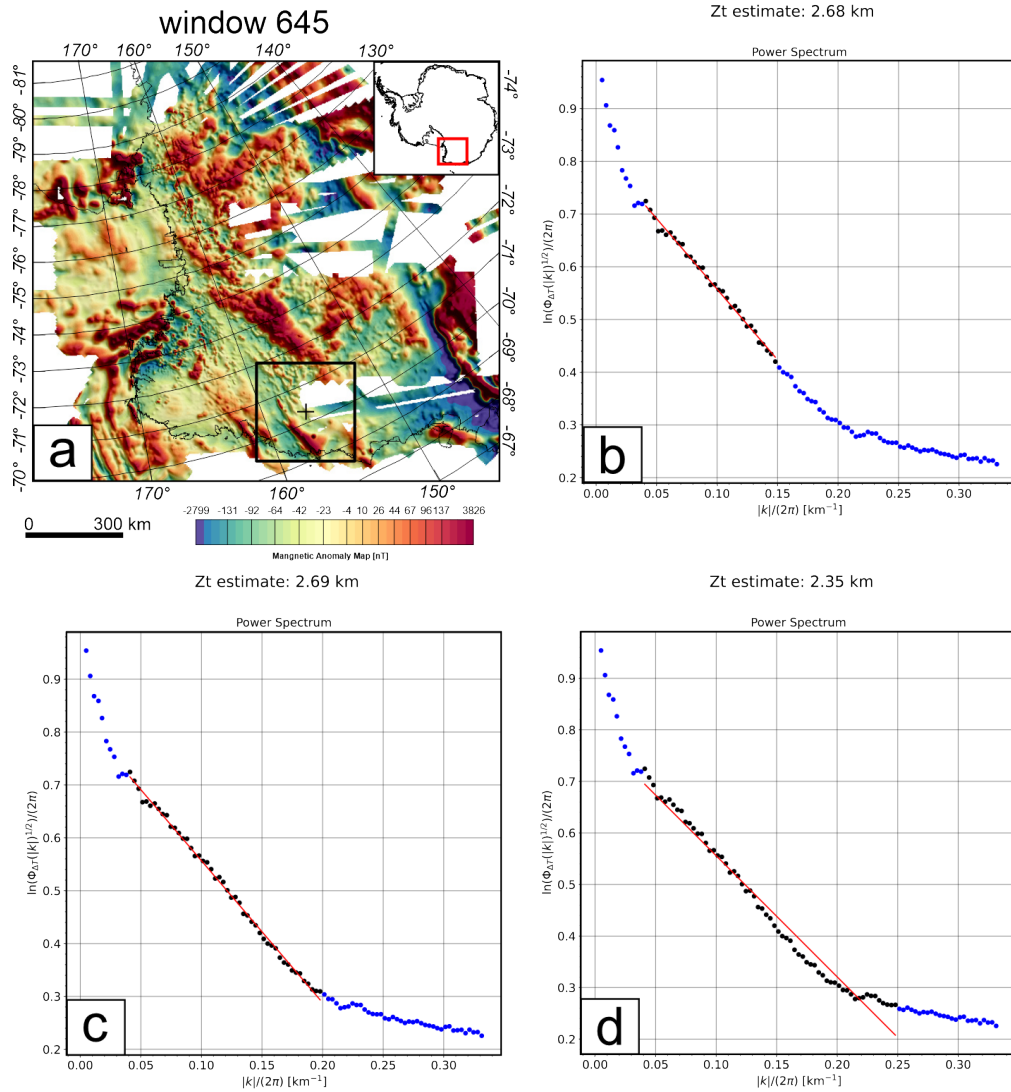 window 645
170° 160° 150° 140° 130°
-81°
-80°
-79°
-78°
-77°
-76°
-75°
-74°
-73°
-72°
-71°
-70°
-74°
-73°
-72°
-71°
-70°
-69°
-68°
-67°
a
170° 160° 150°
0 300 km
-2799 -131 -92 -64 -42 -23 -4 10 26 44 67 96 137 3826
Mangnetic Anomaly Map [nT]
Zt estimate: 2.68 km
Power Spectrum
ln(Φ_ΔT(|k|)^1/2)/(2π)
0.9
0.8
0.7
0.6
0.5
0.4
0.3
0.2
b
0.00 0.05 0.10 0.15 0.20 0.25 0.30
|k|/(2π) [km⁻¹]
Zt estimate: 2.69 km
Power Spectrum
ln(Φ_ΔT(|k|)^1/2)/(2π)
0.9
0.8
0.7
0.6
0.5
0.4
0.3
0.2
c
0.00 0.05 0.10 0.15 0.20 0.25 0.30
|k|/(2π) [km⁻¹]
Zt estimate: 2.35 km
Power Spectrum
ln(Φ_ΔT(|k|)^1/2)/(2π)
0.9
0.8
0.7
0.6
0.5
0.4
0.3
0.2
d
0.00 0.05 0.10 0.15 0.20 0.25 0.30
|k|/(2π) [km⁻¹]